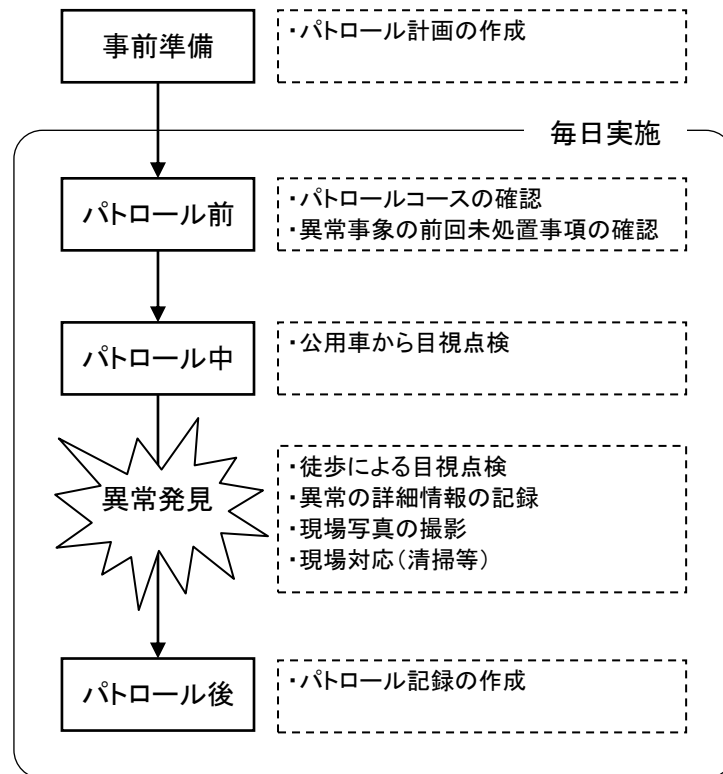 事前準備
・パトロール計画の作成
毎日実施
パトロール前
・パトロールコースの確認
・異常事象の前回未処置事項の確認
パトロール中
・公用車から目視点検
異常発見
・徒歩による目視点検
・異常の詳細情報の記録
・現場写真の撮影
・現場対応(清掃等)
パトロール後
・パトロール記録の作成